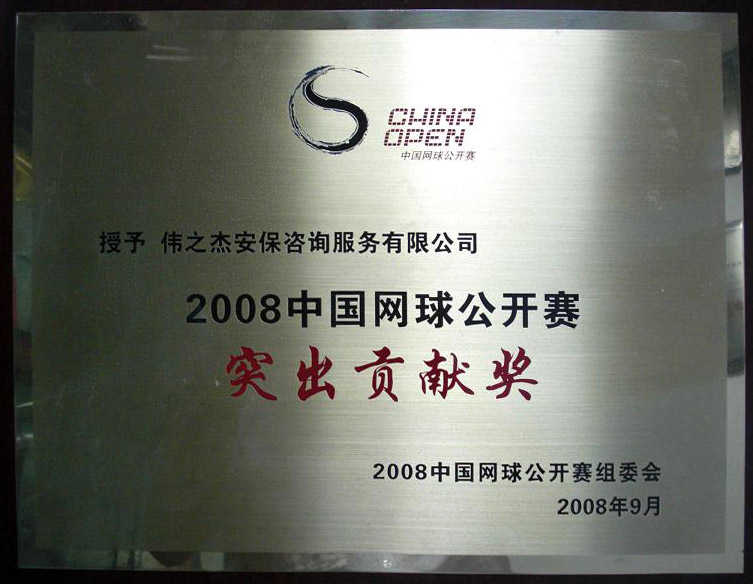 CHINA
OPEN
中国网球公开赛
授予 伟之杰安保咨询服务有限公司
2008中国网球公开赛
突出贡献奖
2008中国网球公开赛组委会
2008年9月